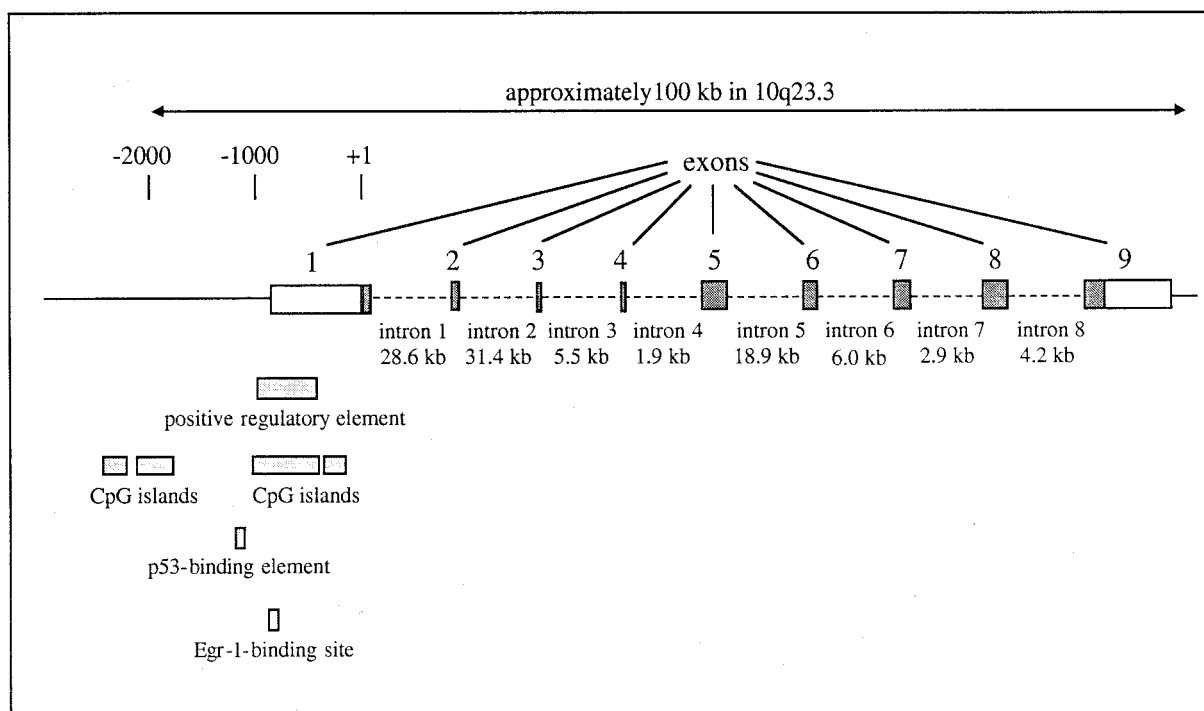 approximately100 kb in 10q23.3
-2000 -1000 +1
exons
1 2 3 4 5 6 7 8 9
intron 1 intron 2 intron 3 intron 4 intron 5 intron 6 intron 7 intron 8
28.6 kb 31.4 kb 5.5 kb 1.9 kb 18.9 kb 6.0 kb 2.9 kb 4.2 kb
positive regulatory element
CpG islands CpG islands
p53-binding element
Egr-1-binding site